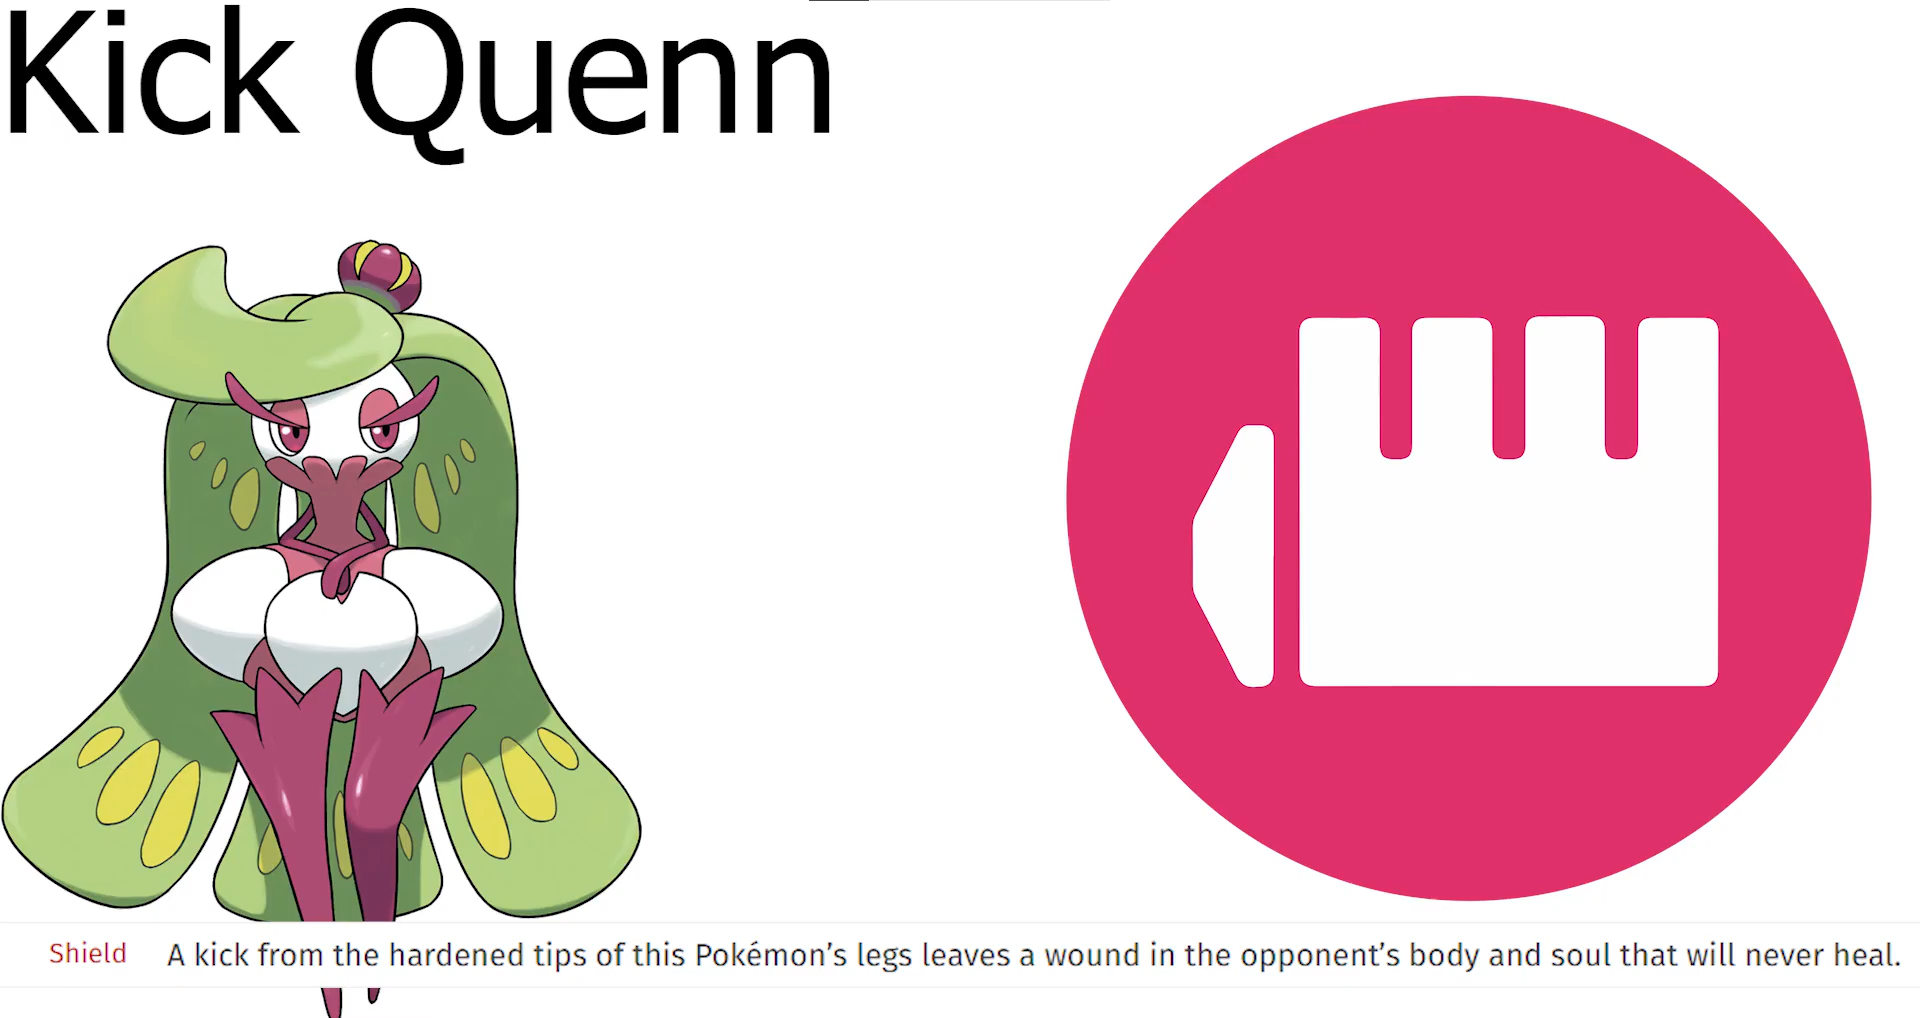 Kick Quenn
Shield A kick from the hardened tips of this Pokémon’s legs leaves a wound in the opponent’s body and soul that will never heal.